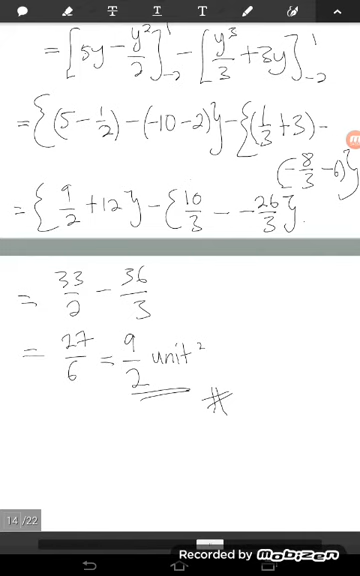 = [5y - y²/2]₋₂¹ - [y³/3 + 3y]₋₂¹
= {(5 - 1/2) - (-10 - 2)} - {(1/3 + 3) -
(-8/3 - 6)}
= {9/2 + 12} - {10/3 - -26/3}
= 33/2 - 36/3
= 27/6 = 9/2 unit²
#
14 /22
Recorded by Mobizen